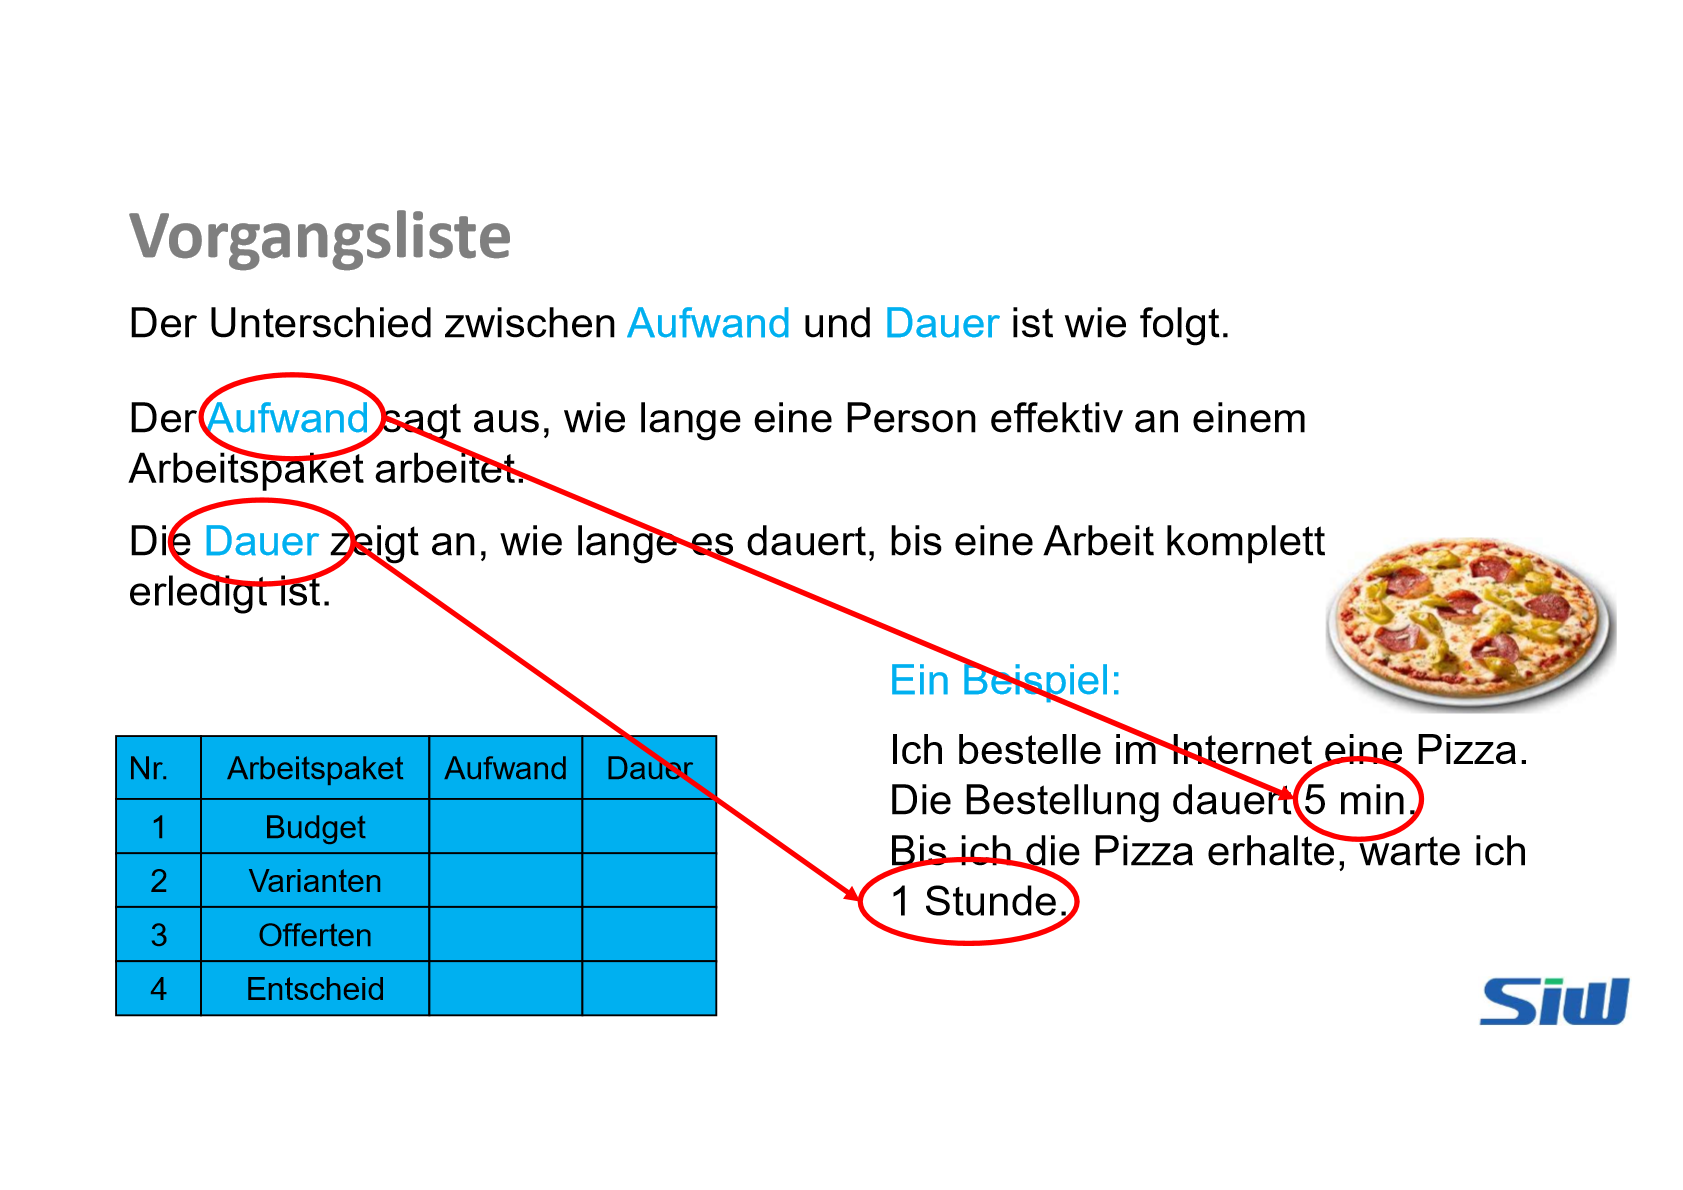 Vorgangsliste
Der Unterschied zwischen Aufwand und Dauer ist wie folgt.
Der Aufwand sagt aus, wie lange eine Person effektiv an einem
Arbeitspaket arbeitet.
Die Dauer zeigt an, wie lange es dauert, bis eine Arbeit komplett
erledigt ist.
Ein Beispiel:
Ich bestelle im Internet eine Pizza.
Die Bestellung dauert 5 min.
Bis ich die Pizza erhalte, warte ich
1 Stunde.
Nr. Arbeitspaket Aufwand Dauer
1 Budget
2 Varianten
3 Offerten
4 Entscheid
Siw